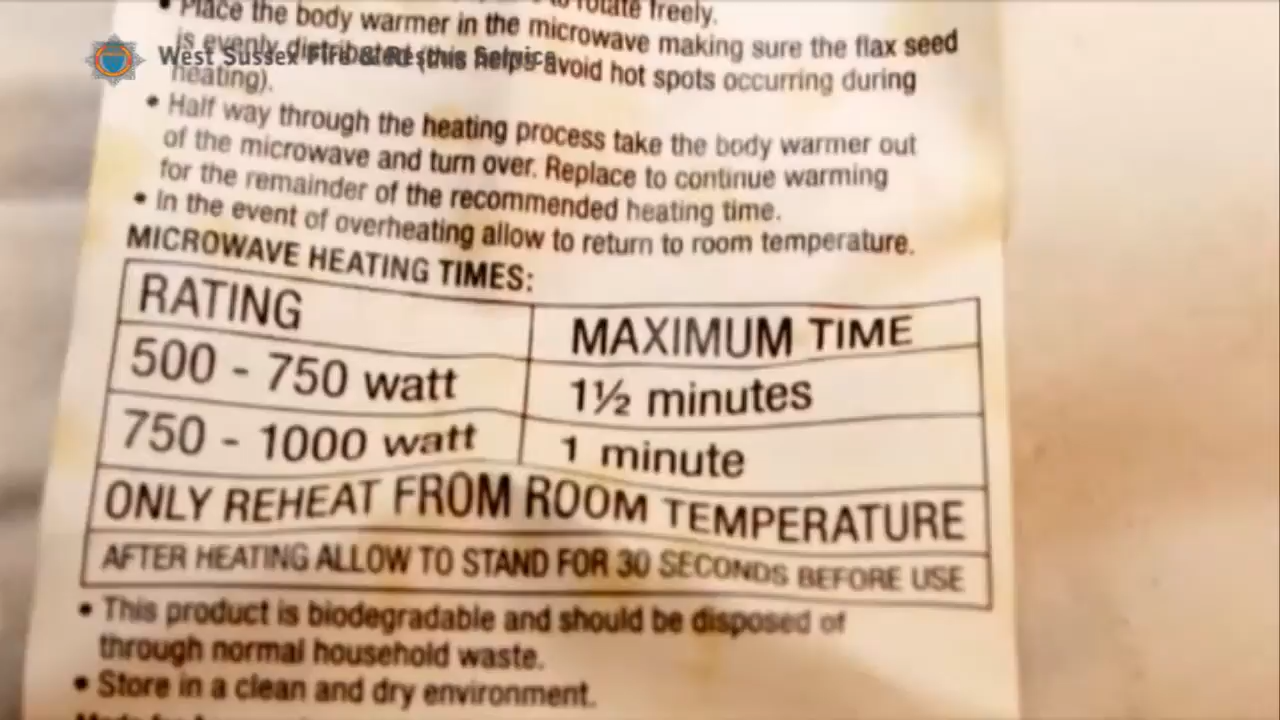 rotate freely.
• Place the body warmer in the microwave making sure the flax seed
is evenly distributed (this helps avoid hot spots occurring during
West Sussex Fire & Rescue Service
heating).
• Half way through the heating process take the body warmer out
of the microwave and turn over. Replace to continue warming
for the remainder of the recommended heating time.
• In the event of overheating allow to return to room temperature.
MICROWAVE HEATING TIMES:
RATING MAXIMUM TIME
500 - 750 watt 1½ minutes
750 - 1000 watt 1 minute
ONLY REHEAT FROM ROOM TEMPERATURE
AFTER HEATING ALLOW TO STAND FOR 30 SECONDS BEFORE USE
• This product is biodegradable and should be disposed of
through normal household waste.
• Store in a clean and dry environment.